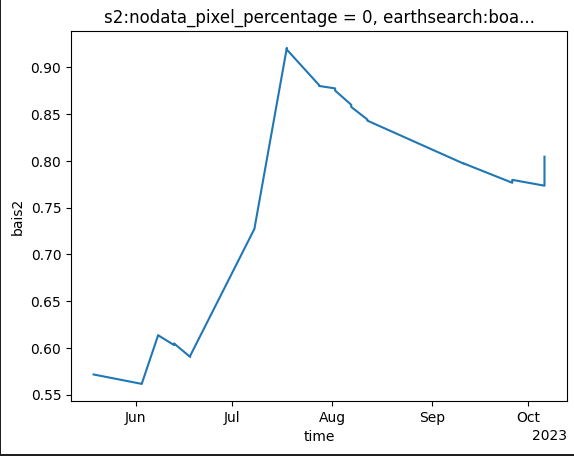 s2:nodata_pixel_percentage = 0, earthsearch:boa...
0.90
0.85
0.80
0.75
0.70
0.65
0.60
0.55
bais2
Jun Jul Aug Sep Oct
time
2023